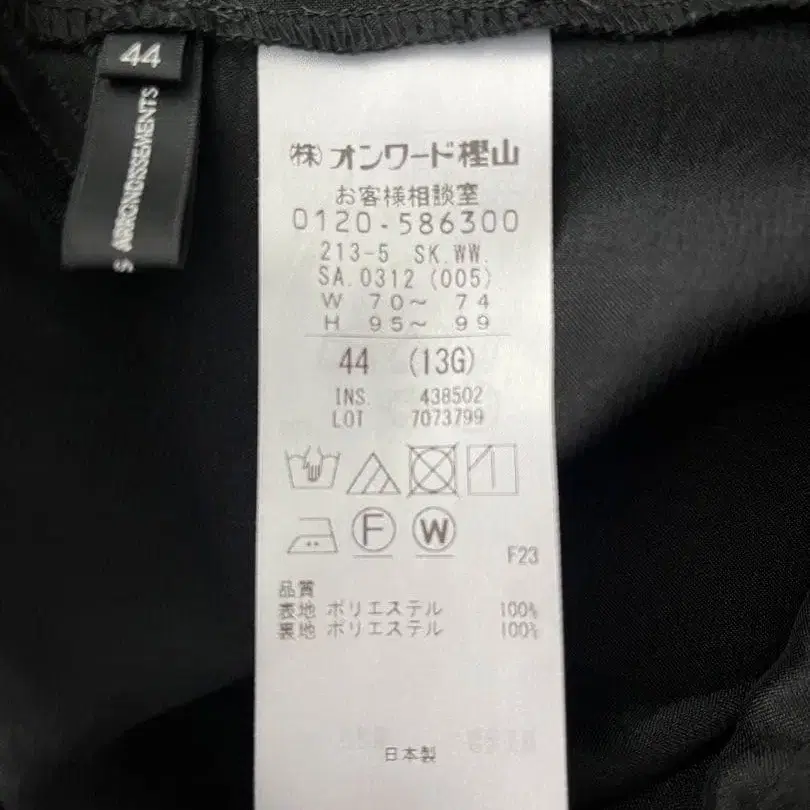 44
S ARRONDISSEMENTS
㈱オンワード樫山
お客様相談室
0120-586300
213-5 SK.WW.
SA.0312 (005)
W 70～ 74
H 95～ 99
44 (13G)
INS. 438502
LOT 7073799
F
W
F23
品質
表地 ポリエステル 100%
裏地 ポリエステル 100%
日本製